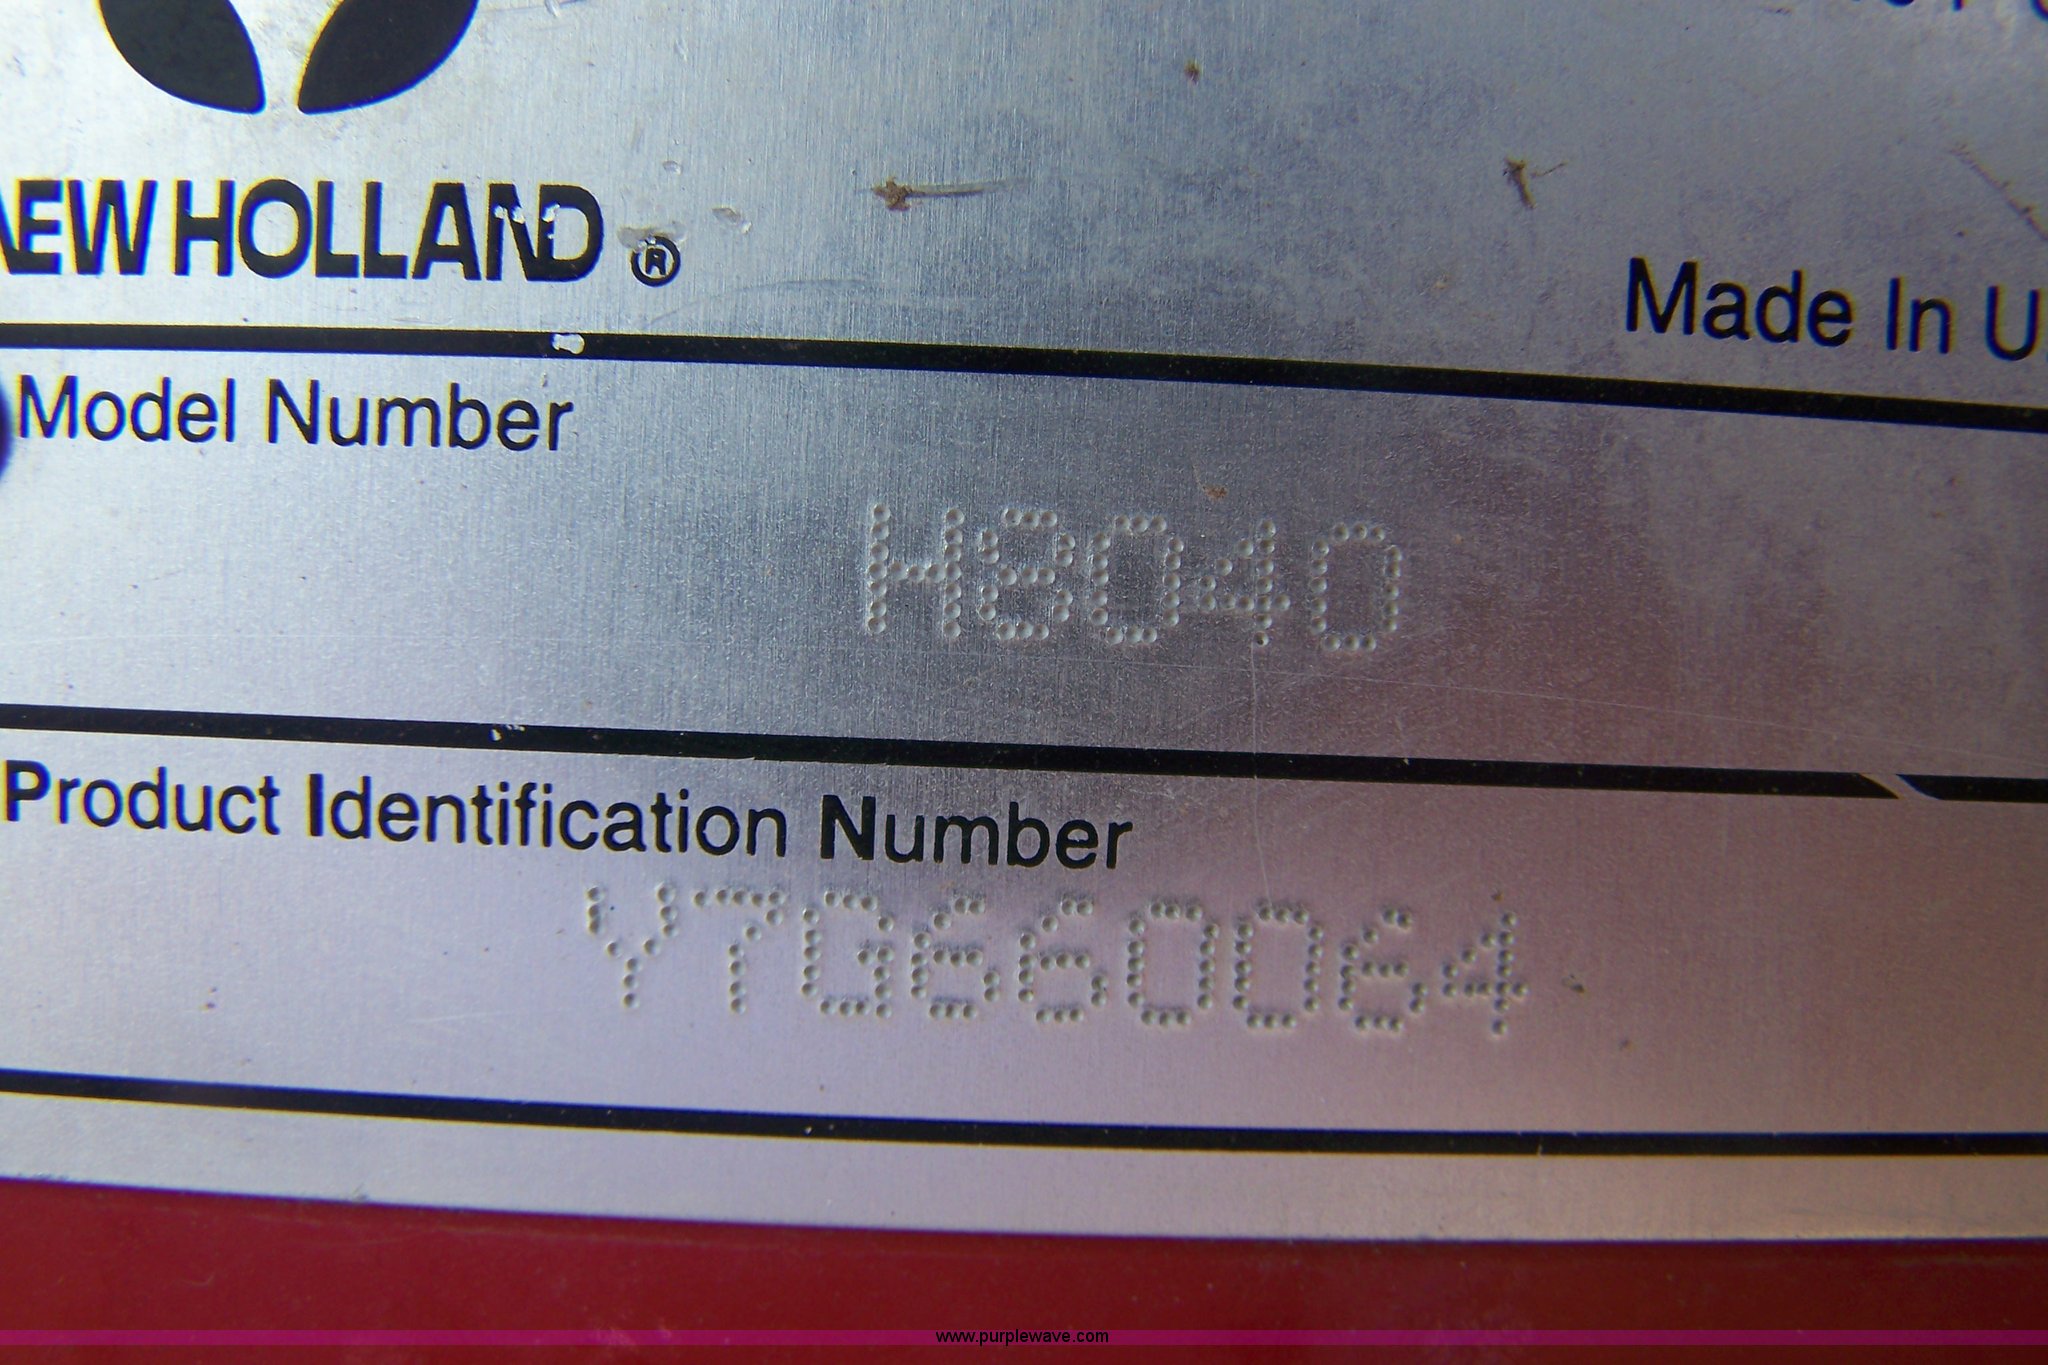 NEW HOLLAND ®
Made In U
Model Number
H8040
Product Identification Number
Y7G660064
www.purplewave.com